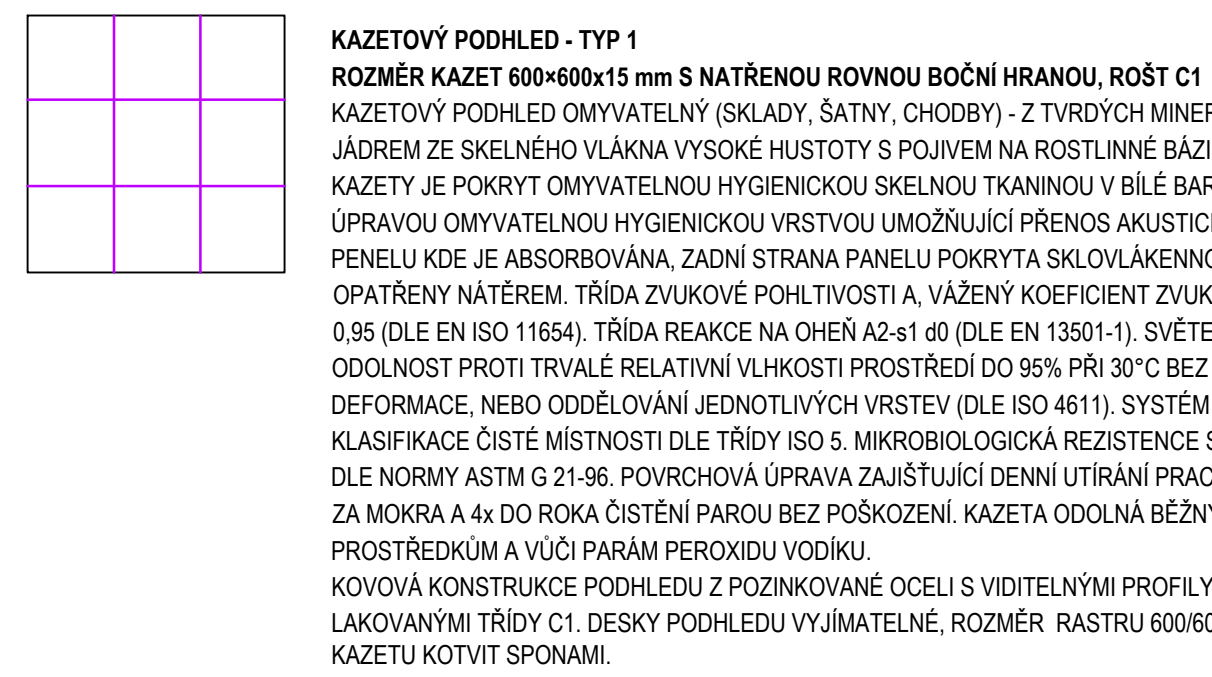 KAZETOVÝ PODHLED - TYP 1
ROZMĚR KAZET 600×600x15 mm S NATŘENOU ROVNOU BOČNÍ HRANOU, ROŠT C1
KAZETOVÝ PODHLED OMYVATELNÝ (SKLADY, ŠATNY, CHODBY) - Z TVRDÝCH
JÁDREM ZE SKELNÉHO VLÁKNA VYSOKÉ HUSTOTY S POJIVEM NA ROSTLINNÉ BÁZI
KAZETY JE POKRYT OMYVATELNOU HYGIENICKOU SKELNOU TKANINOU V BÍLÉ
ÚPRAVOU OMYVATELNOU HYGIENICKOU VRSTVOU UMOŽŇUJÍCÍ PŘENOS
PENELU KDE JE ABSORBOVÁNA, ZADNÍ STRANA PANELU POKRYTA
OPATŘENY NÁTĚREM. TŘÍDA ZVUKOVÉ POHLTIVOSTI A, VÁŽENÝ KOEFICIENT
0,95 (DLE EN ISO 11654). TŘÍDA REAKCE NA OHEŇ A2-s1 d0 (DLE EN 13501-1).
ODOLNOST PROTI TRVALÉ RELATIVNÍ VLHKOSTI PROSTŘEDÍ DO 95% PŘI 30°C BEZ
DEFORMACE, NEBO ODDĚLOVÁNÍ JEDNOTLIVÝCH VRSTEV (DLE ISO 4611). SYSTÉM
KLASIFIKACE ČISTÉ MÍSTNOSTI DLE TŘÍDY ISO 5. MIKROBIOLOGICKÁ REZISTENCE
DLE NORMY ASTM G 21-96. POVRCHOVÁ ÚPRAVA ZAJIŠŤUJÍCÍ DENNÍ UTÍRÁNÍ
ZA MOKRA A 4x DO ROKA ČISTĚNÍ PAROU BEZ POŠKOZENÍ. KAZETA ODOLNÁ
PROSTŘEDKŮM A VŮČI PARÁM PEROXIDU VODÍKU.
KOVOVÁ KONSTRUKCE PODHLEDU Z POZINKOVANÉ OCELI S VIDITELNÝMI PROFILY
LAKOVANÝMI TŘÍDY C1. DESKY PODHLEDU VYJÍMATELNÉ, ROZMĚR RASTRU
KAZETU KOTVIT SPONAMI.